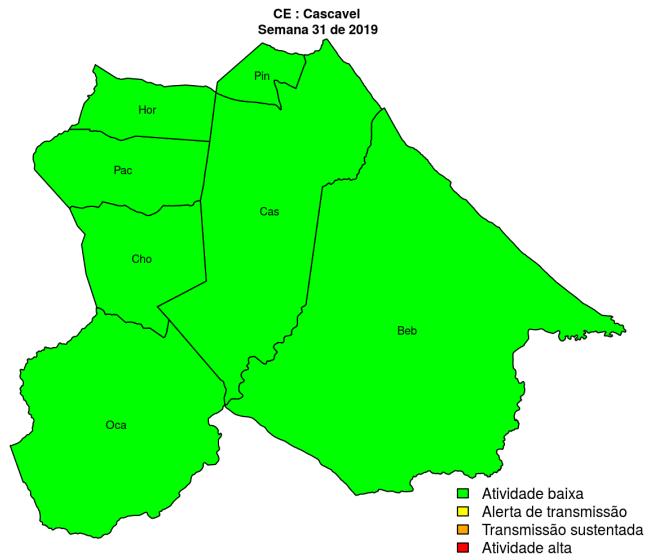 CE : Cascavel
Semana 31 de 2019
Pin
Hor
Pac
Cas
Cho
Beb
Oca
Atividade baixa
Alerta de transmissão
Transmissão sustentada
Atividade alta